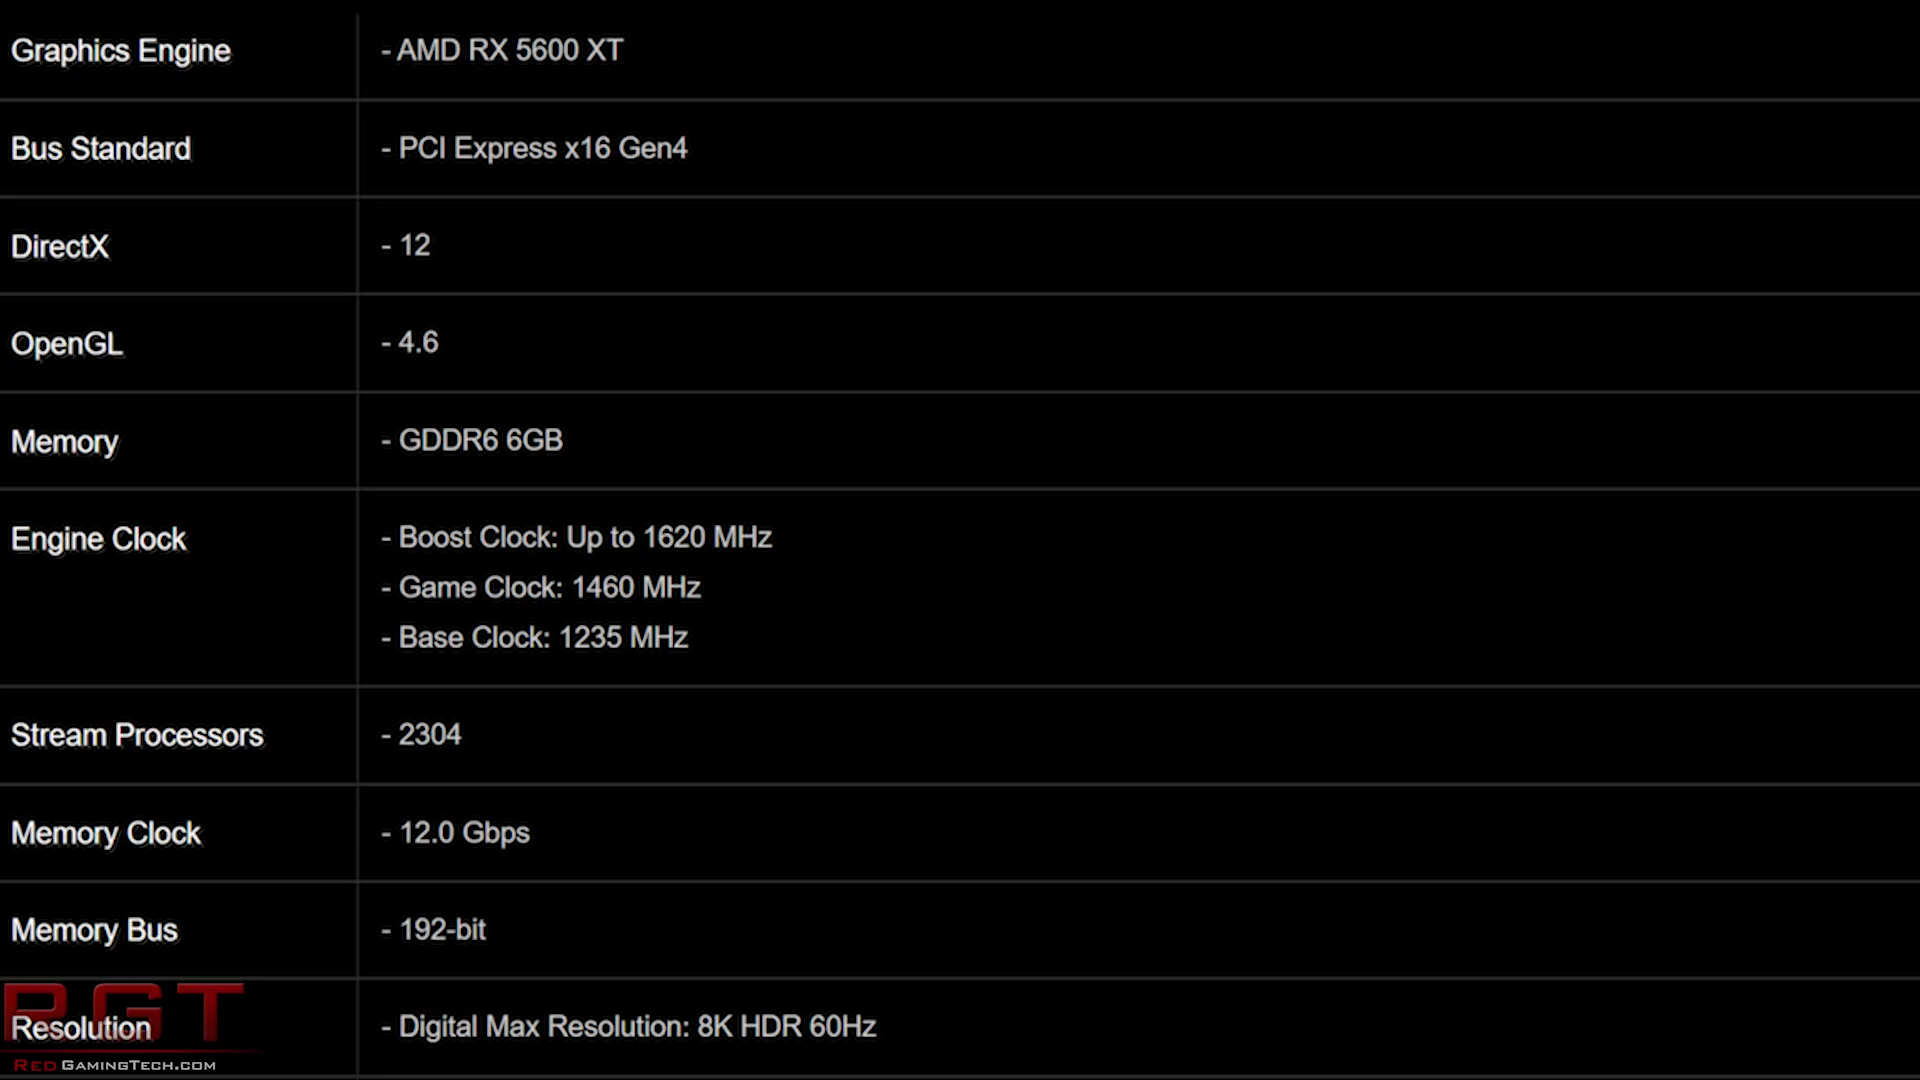 Graphics Engine - AMD RX 5600 XT
Bus Standard - PCI Express x16 Gen4
DirectX - 12
OpenGL - 4.6
Memory - GDDR6 6GB
Engine Clock - Boost Clock: Up to 1620 MHz
- Game Clock: 1460 MHz
- Base Clock: 1235 MHz
Stream Processors - 2304
Memory Clock - 12.0 Gbps
Memory Bus - 192-bit
RGT
Resolution - Digital Max Resolution: 8K HDR 60Hz
RED GAMINGTECH.COM